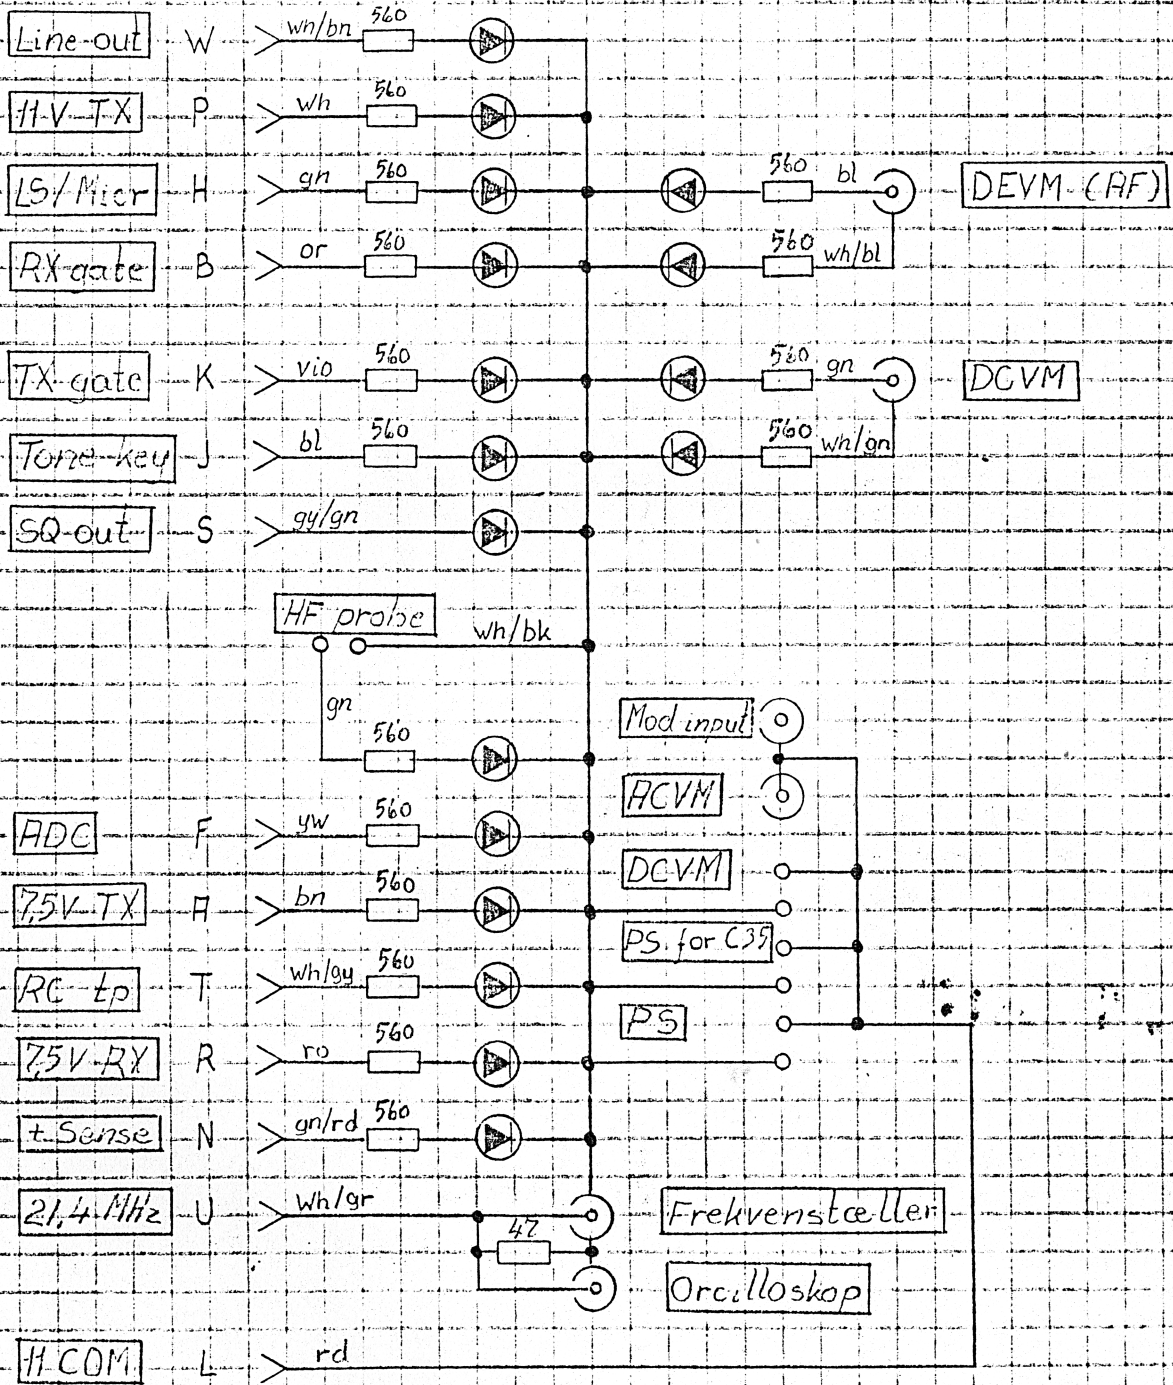 Line out W wh/bn 560
11V TX P wh 560
LS/Micr H gn 560 560 bl DEVM (AF)
RX gate B or 560 560 wh/bl
TX gate K vio 560 560 gn DCVM
Tone key J bl 560 560 wh/gn
SQ out S gy/gn
HF probe wh/bk
gn
Mod input
560
ACVM
ADC F yw 560
DCVM
7,5V TX A bn 560
PS. for C35
RC tp T wh/gy 560
PS
7,5V RX R ro 560
+ Sense N gn/rd 560
21,4 MHz U Wh/gr Frekvenstæller
47
Orcilloskop
11 COM L rd